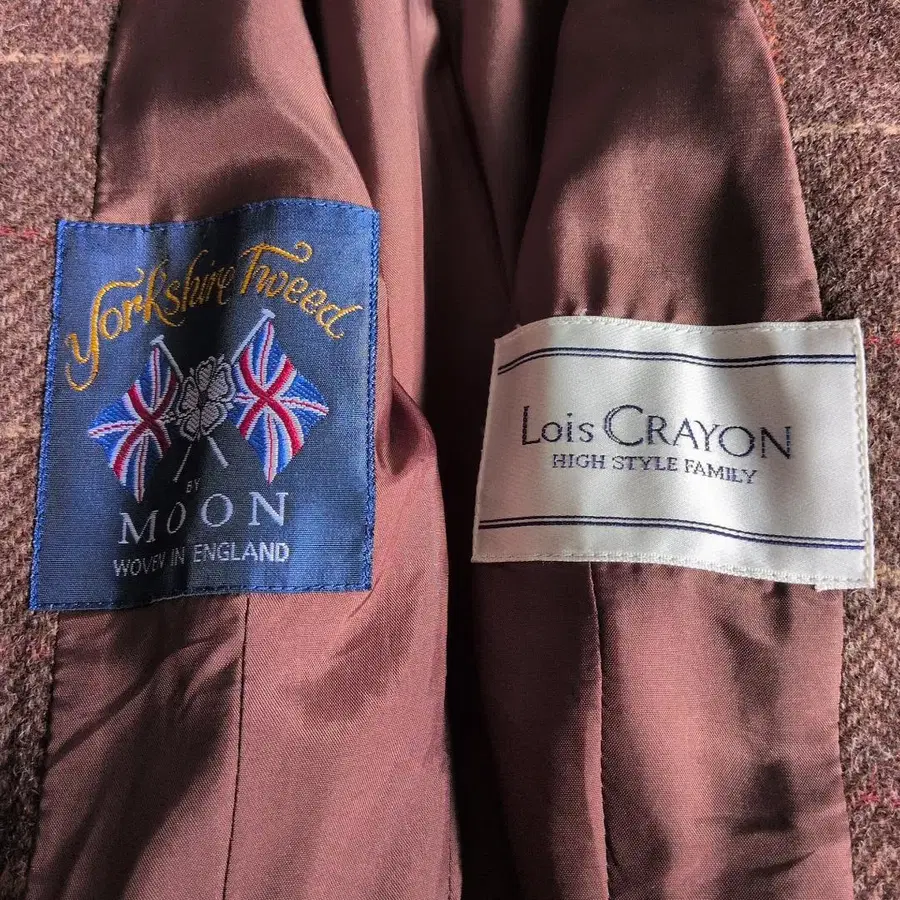 Yorkshire Tweed
BY
MOON
WOVEN IN ENGLAND
Lois CRAYON
HIGH STYLE FAMILY